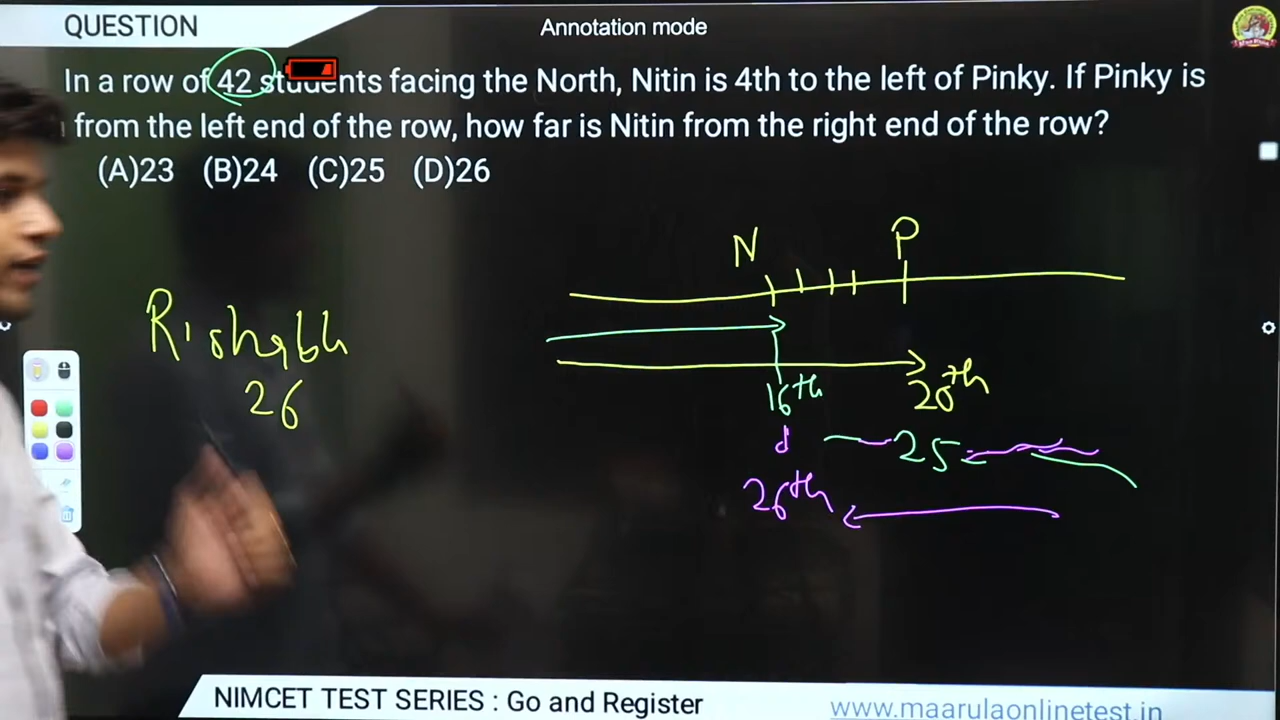 QUESTION
Annotation mode
In a row of 42 students facing the North, Nitin is 4th to the left of Pinky. If Pinky is
from the left end of the row, how far is Nitin from the right end of the row?
(A)23 (B)24 (C)25 (D)26
N P
Rishabh
26
16th 20th
25
26th
NIMCET TEST SERIES : Go and Register
www.maarulaonlinetest.in